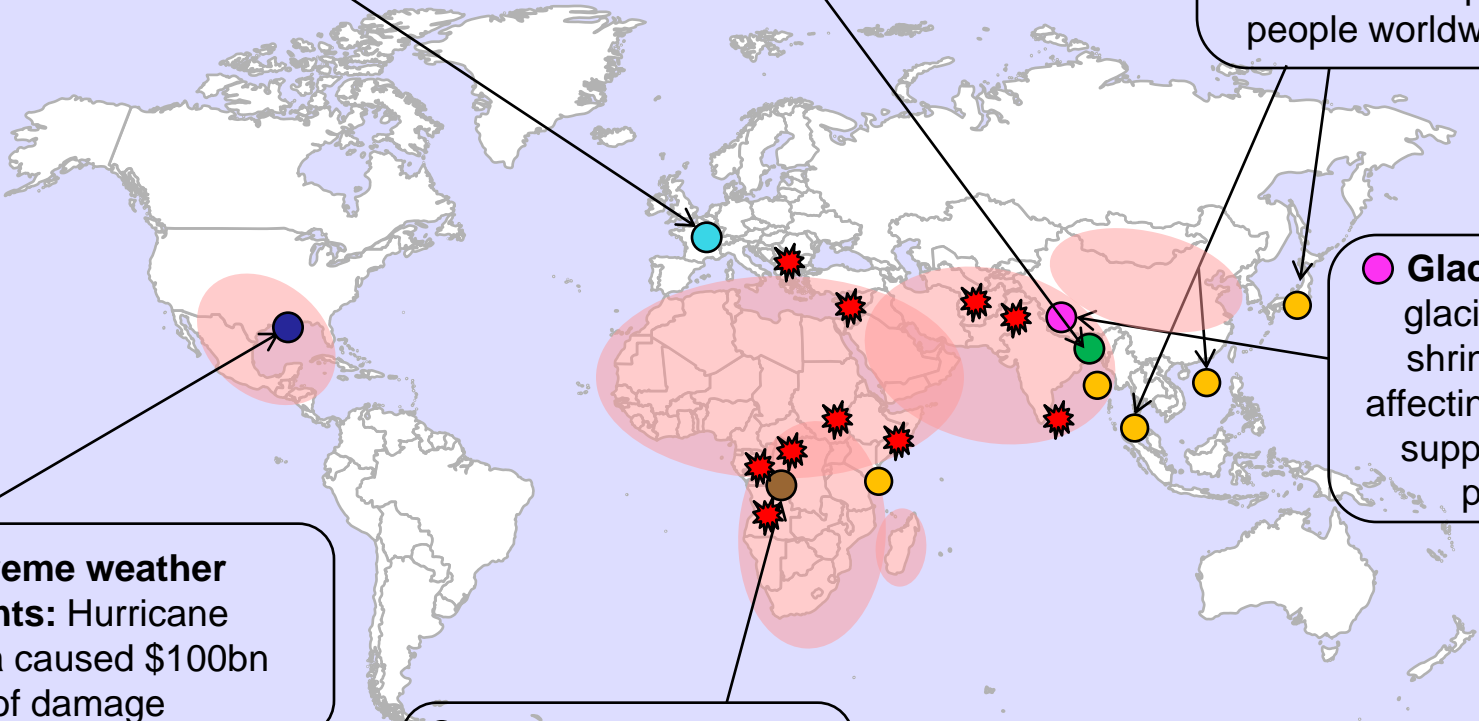 people worldw
Glac
glaci
shrin
affectin
supp
p
eme weather
nts: Hurricane
a caused $100bn
of damage